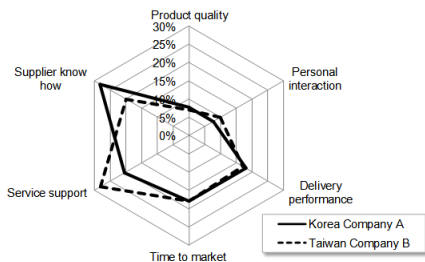 Product quality
30%
25%
20%
15%
10%
5%
0%
Personal
interaction
Delivery
performance
Time to market
Service support
Supplier know
how
Korea Company A
Taiwan Company B